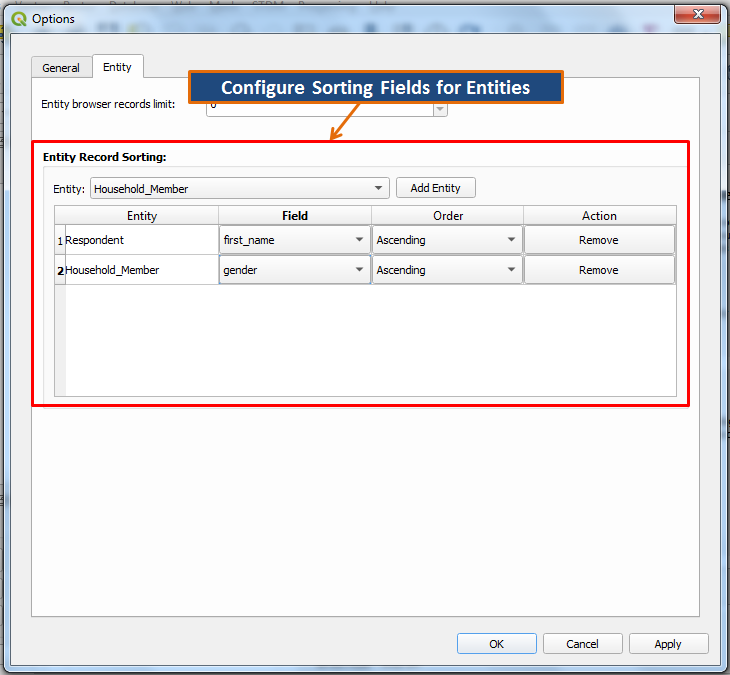 Options
General Entity
Configure Sorting Fields for Entities
Entity browser records limit: 0
Entity Record Sorting:
Entity: Household_Member Add Entity
Entity Field Order Action
1 Respondent first_name Ascending Remove
2 Household_Member gender Ascending Remove
OK Cancel Apply